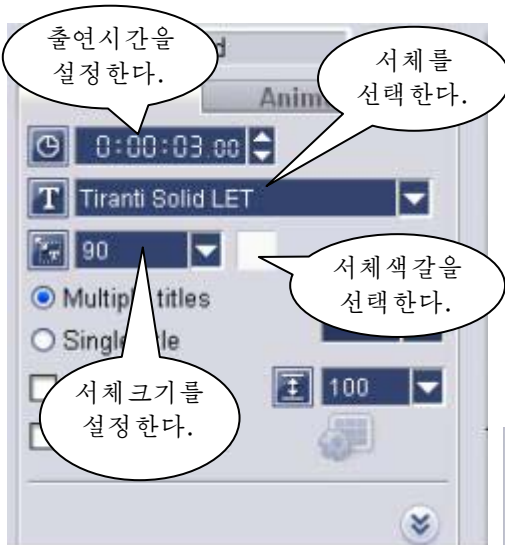 출연시간을
설정한다.
서체를
선택한다.
Anim
0:00:03.00
Tiranti Solid LET
90
서체색갈을
선택한다.
Multipl titles
Single
서체크기를
설정한다.
100